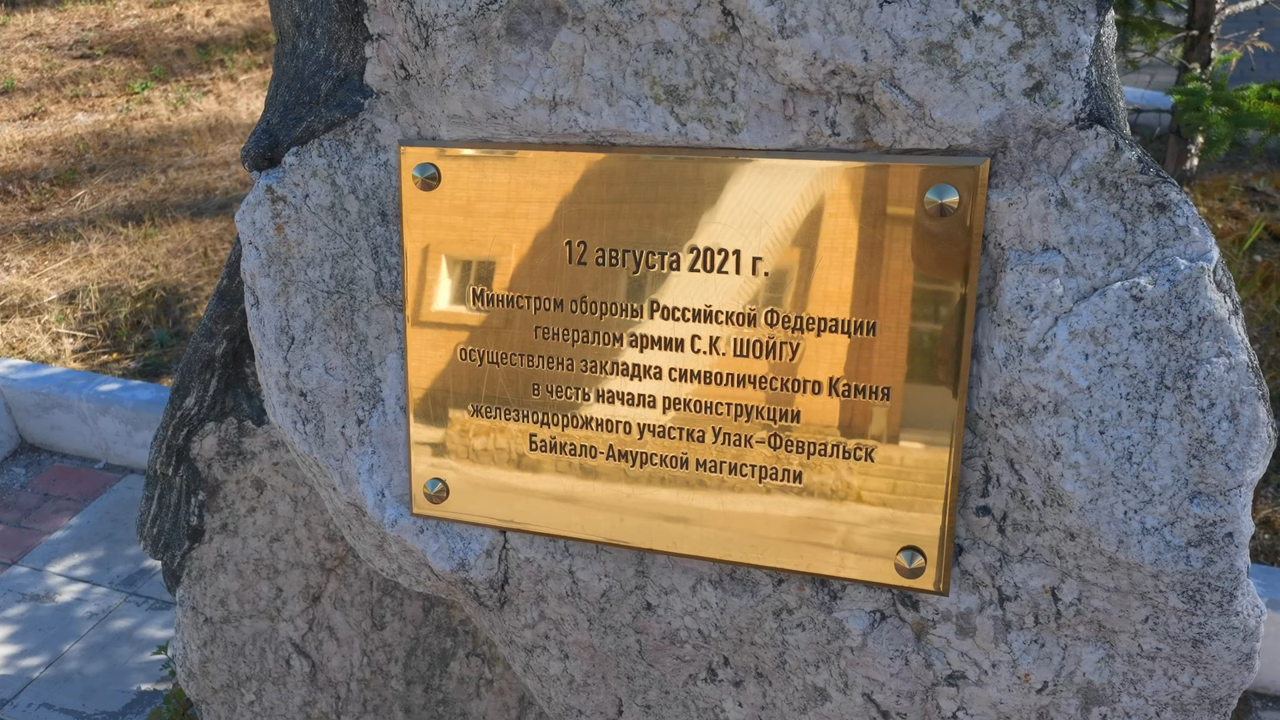 12 августа 2021 г.
Министром обороны Российской Федерации
генералом армии С.К. ШОЙГУ
осуществлена закладка символического Камня
в честь начала реконструкции
железнодорожного участка Улак–Февральск
Байкало-Амурской магистрали